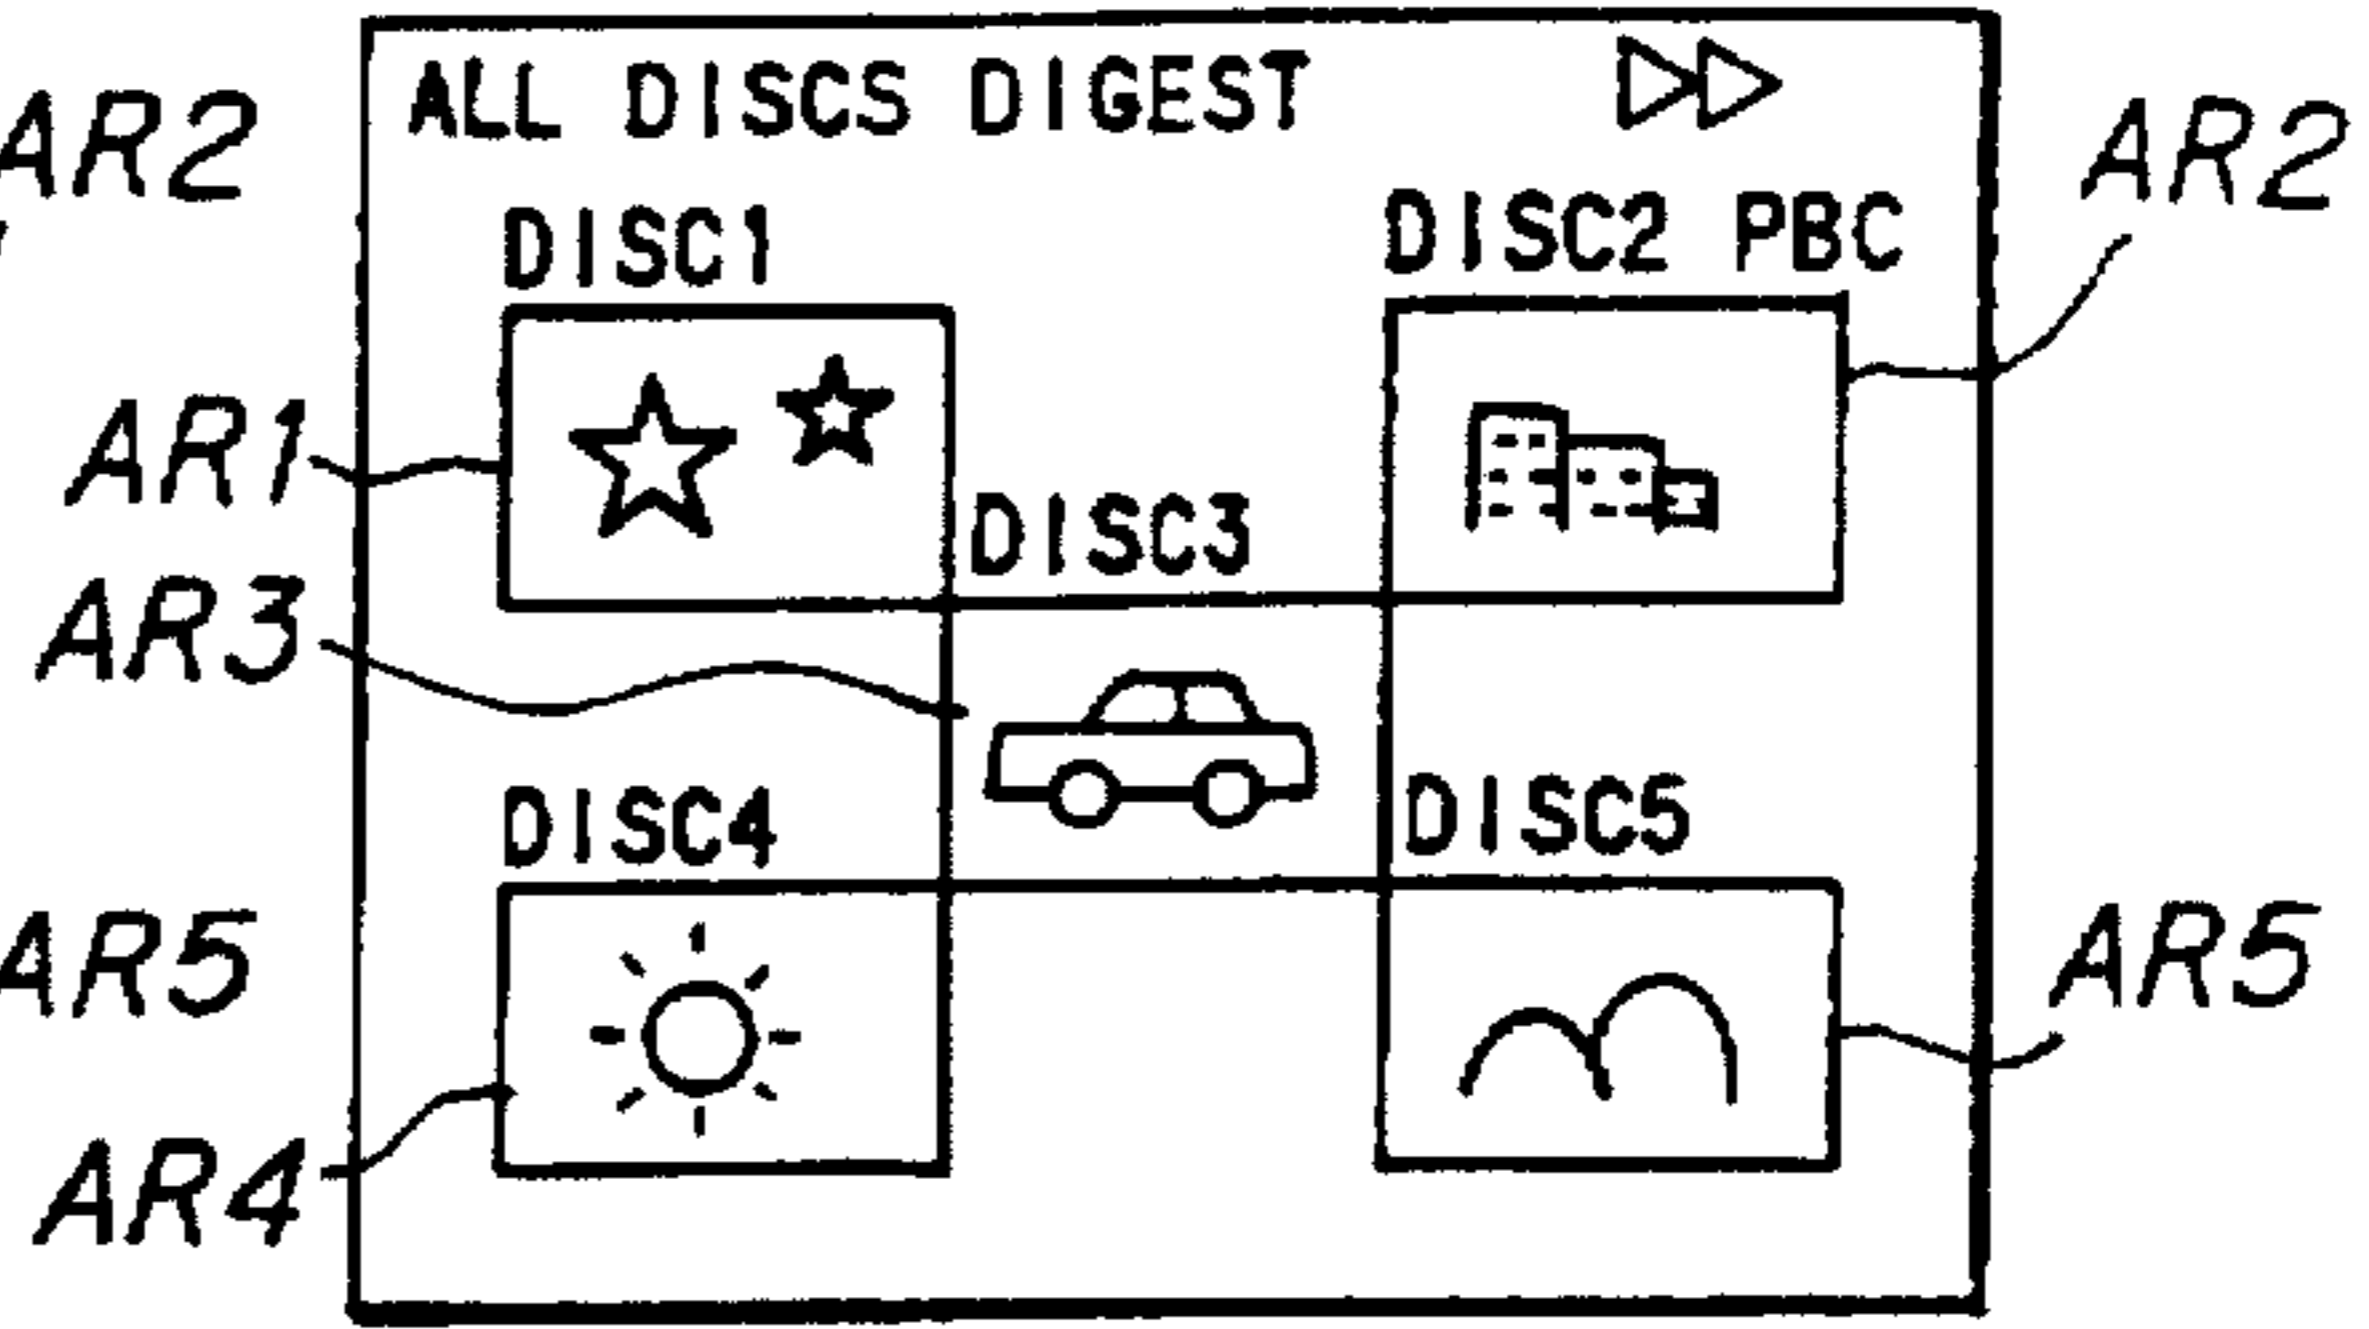 ALL DISCS DIGEST
AR2
AR2
DISC1
DISC2 PBC
AR1
DISC3
AR3
DISC4
DISC5
AR5
AR5
AR4